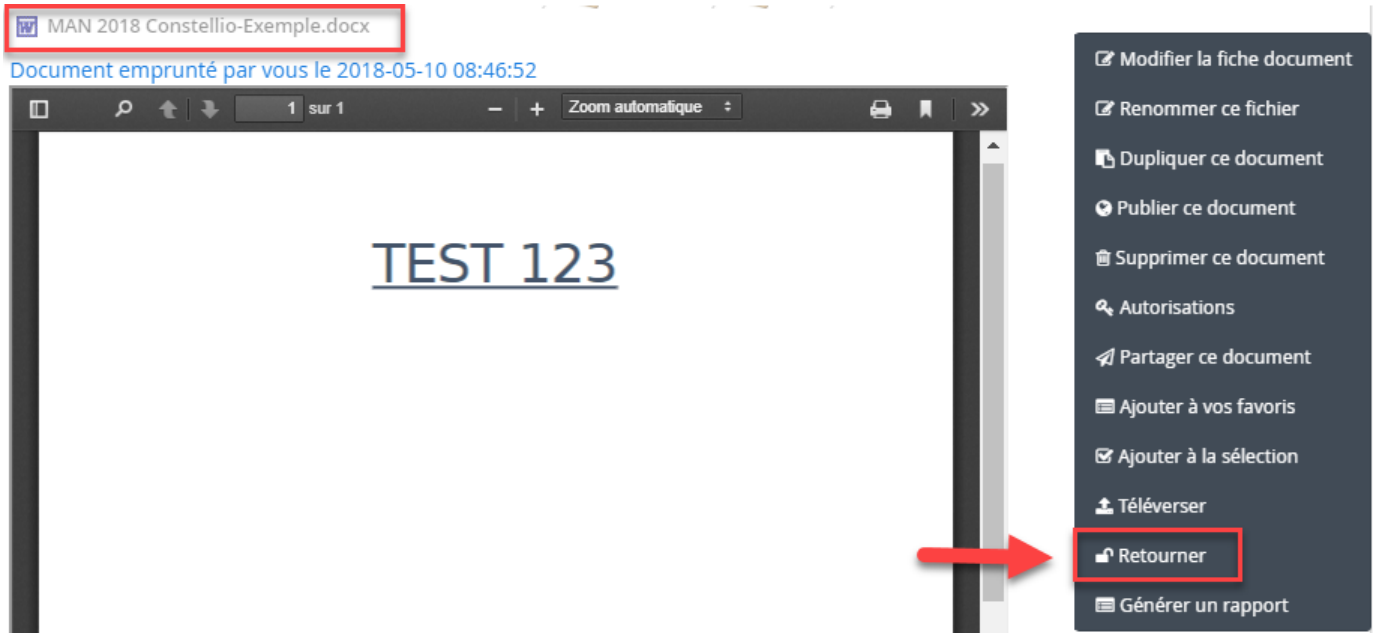 MAN 2018 Constellio-Exemple.docx
Document emprunté par vous le 2018-05-10 08:46:52
1 sur 1
Zoom automatique
TEST 123
Modifier la fiche document
Renommer ce fichier
Dupliquer ce document
Publier ce document
Supprimer ce document
Autorisations
Partager ce document
Ajouter à vos favoris
Ajouter à la sélection
Téléverser
Retourner
Générer un rapport